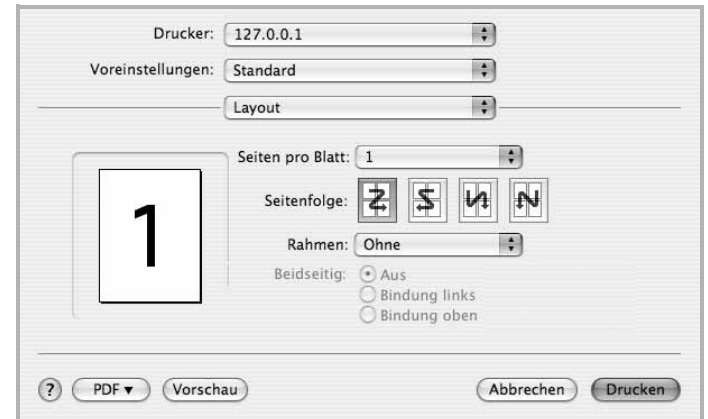 Drucker: 127.0.0.1
Voreinstellungen: Standard
Layout
Seiten pro Blatt: 1
1
Seitenfolge:
Rahmen: Ohne
Beidseitig: Aus
Bindung links
Bindung oben
? PDF▼ Vorschau Abbrechen Drucken